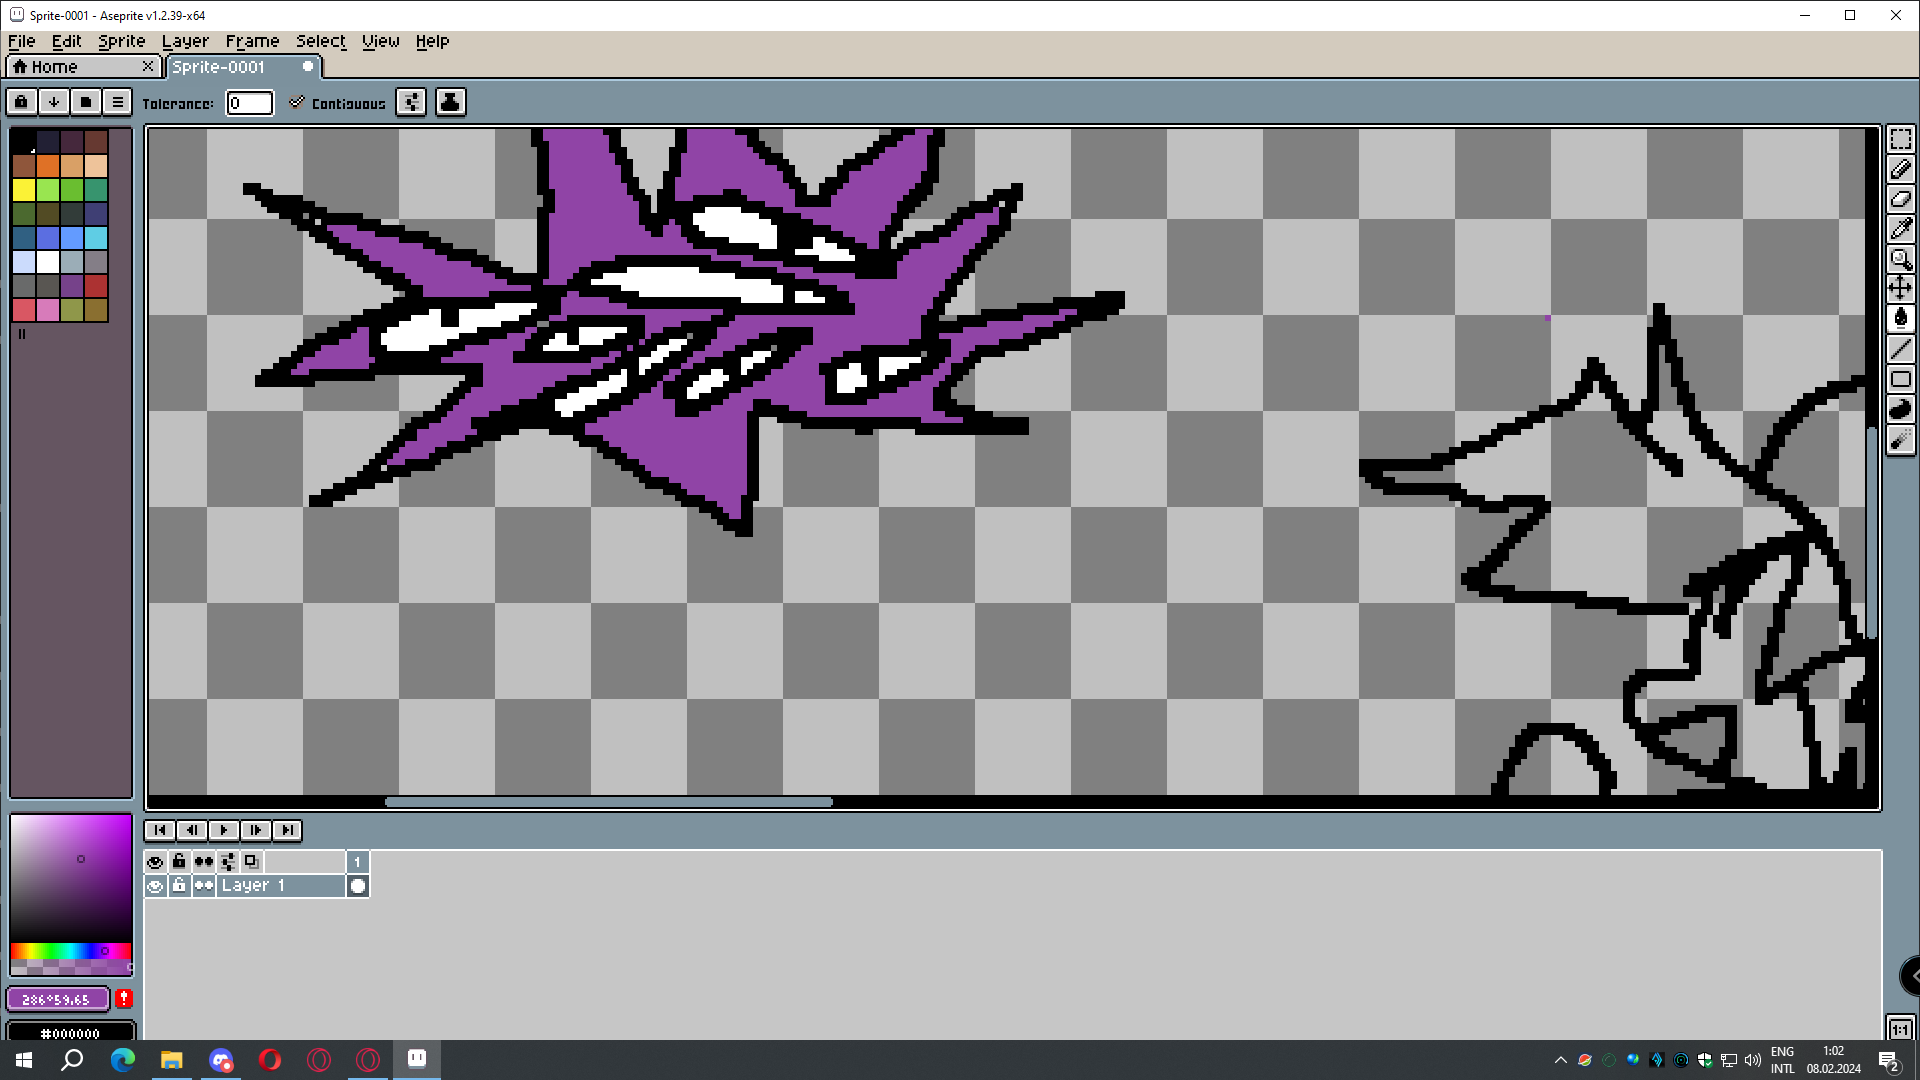 Sprite-0001 - Aseprite v1.2.39-x64
File Edit Sprite Layer Frame Select View Help
Home Sprite-0001
Tolerance: 0 Contiguous
1
Layer 1
286°59,65
#000000
1:1
ENG 1:02
INTL 08.02.2024 2